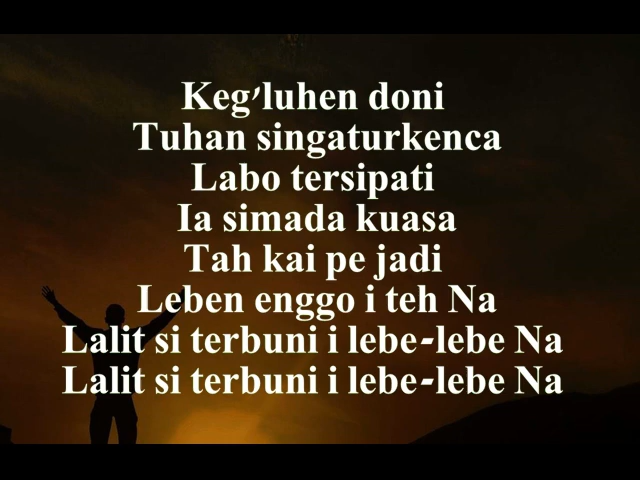 Keg'luhen doni
Tuhan singaturkenca
Labo tersipati
Ia simada kuasa
Tah kai pe jadi
Leben enggo i teh Na
Lalit si terbuni i lebe-lebe Na
Lalit si terbuni i lebe-lebe Na